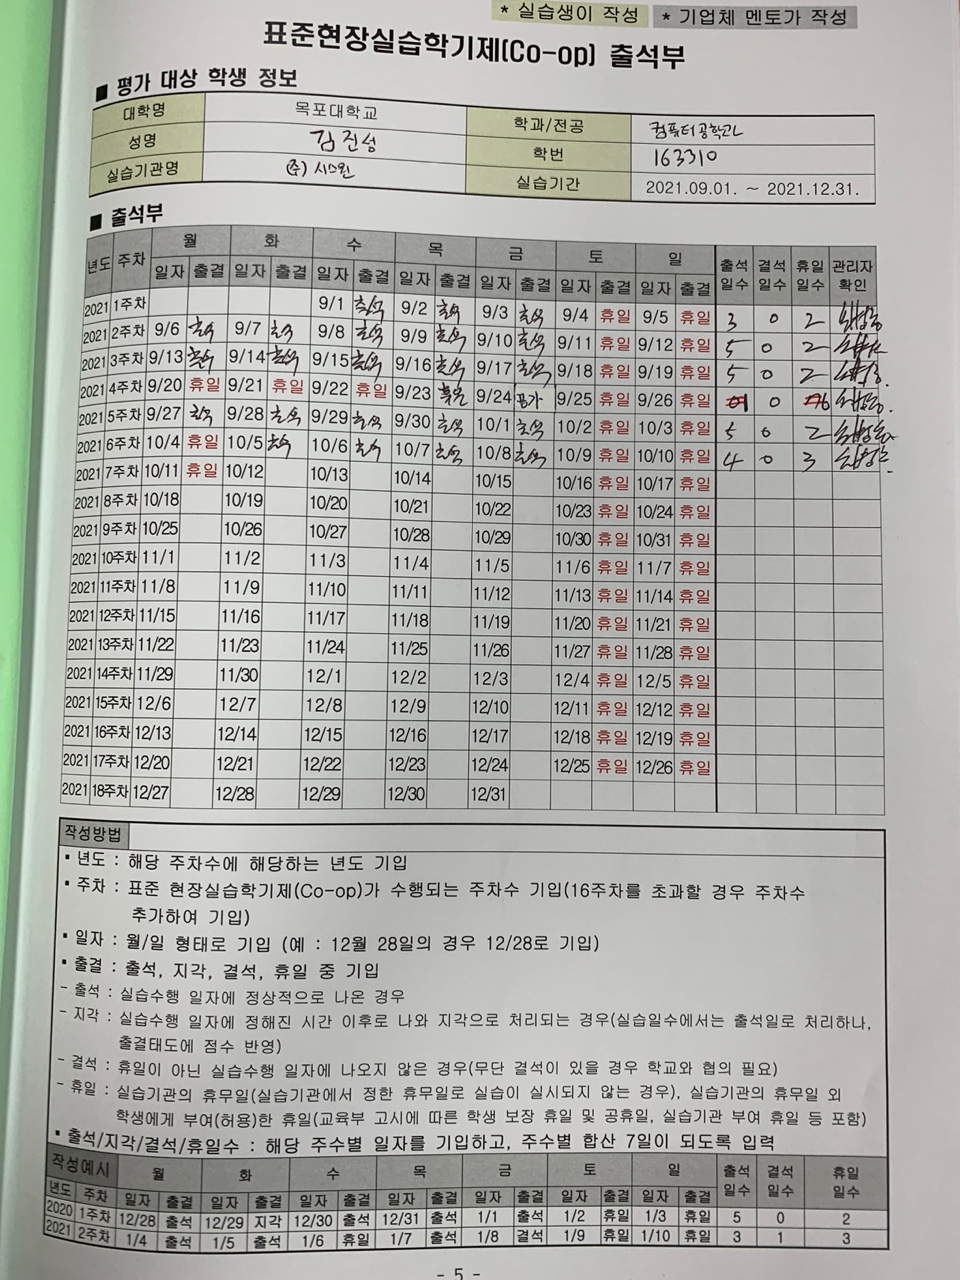 * 실습생이 작성 * 기업체 멘토가 작성
표준현장실습학기제(Co-op) 출석부
■ 평가 대상 학생 정보
대학명 목포대학교 학과/전공 컴퓨터공학과
성명 김진성 학번 163310
실습기관명 (주) 시스원 실습기간 2021.09.01. ~ 2021.12.31.
■ 출석부
년도 주차 월 화 수 목 금 토 일 출석일수 결석일수 휴일일수 관리자확인
일자 출결 일자 출결 일자 출결 일자 출결 일자 출결 일자 출결 일자 출결
2021 1주차 9/1 출석 9/2 출석 9/3 출석 9/4 휴일 9/5 휴일 3 0 2
2021 2주차 9/6 출석 9/7 출석 9/8 출석 9/9 출석 9/10 출석 9/11 휴일 9/12 휴일 5 0 2
2021 3주차 9/13 출석 9/14 출석 9/15 출석 9/16 출석 9/17 출석 9/18 휴일 9/19 휴일 5 0 2
2021 4주차 9/20 휴일 9/21 휴일 9/22 휴일 9/23 9/24 9/25 휴일 9/26 휴일 0
2021 5주차 9/27 출석 9/28 출석 9/29 출석 9/30 출석 10/1 출석 10/2 휴일 10/3 휴일 5 0 2
2021 6주차 10/4 휴일 10/5 출석 10/6 출석 10/7 출석 10/8 출석 10/9 휴일 10/10 휴일 4 0 3
2021 7주차 10/11 휴일 10/12 10/13 10/14 10/15 10/16 휴일 10/17 휴일
2021 8주차 10/18 10/19 10/20 10/21 10/22 10/23 휴일 10/24 휴일
2021 9주차 10/25 10/26 10/27 10/28 10/29 10/30 휴일 10/31 휴일
2021 10주차 11/1 11/2 11/3 11/4 11/5 11/6 휴일 11/7 휴일
2021 11주차 11/8 11/9 11/10 11/11 11/12 11/13 휴일 11/14 휴일
2021 12주차 11/15 11/16 11/17 11/18 11/19 11/20 휴일 11/21 휴일
2021 13주차 11/22 11/23 11/24 11/25 11/26 11/27 휴일 11/28 휴일
2021 14주차 11/29 11/30 12/1 12/2 12/3 12/4 휴일 12/5 휴일
2021 15주차 12/6 12/7 12/8 12/9 12/10 12/11 휴일 12/12 휴일
2021 16주차 12/13 12/14 12/15 12/16 12/17 12/18 휴일 12/19 휴일
2021 17주차 12/20 12/21 12/22 12/23 12/24 12/25 휴일 12/26 휴일
2021 18주차 12/27 12/28 12/29 12/30 12/31
작성방법
▪ 년도 : 해당 주차수에 해당하는 년도 기입
▪ 주차 : 표준 현장실습학기제(Co-op)가 수행되는 주차수 기입(16주차를 초과할 경우 주차수
추가하여 기입)
▪ 일자 : 월/일 형태로 기입 (예 : 12월 28일의 경우 12/28로 기입)
▪ 출결 : 출석, 지각, 결석, 휴일 중 기입
- 출석 : 실습수행 일자에 정상적으로 나온 경우
- 지각 : 실습수행 일자에 정해진 시간 이후로 나와 지각으로 처리되는 경우(실습일수에서는 출석일로 처리하나,
출결태도에 점수 반영)
- 결석 : 휴일이 아닌 실습수행 일자에 나오지 않은 경우(무단 결석이 있을 경우 학교와 협의 필요)
- 휴일 : 실습기관의 휴무일(실습기관에서 정한 휴무일로 실습이 실시되지 않는 경우), 실습기관의 휴무일 외
학생에게 부여(허용)한 휴일(교육부 고시에 따른 학생 보장 휴일 및 공휴일, 실습기관 부여 휴일 등 포함)
▪ 출석/지각/결석/휴일수 : 해당 주수별 일자를 기입하고, 주수별 합산 7일이 되도록 입력
작성예시 월 화 수 목 금 토 일 출석일수 결석일수 휴일일수
년도 주차 일자 출결 일자 출결 일자 출결 일자 출결 일자 출결 일자 출결 일자 출결
2020 1주차 12/28 출석 12/29 지각 12/30 출석 12/31 출석 1/1 출석 1/2 휴일 1/3 휴일 5 0 2
2021 2주차 1/4 출석 1/5 출석 1/6 휴일 1/7 출석 1/8 결석 1/9 휴일 1/10 휴일 3 1 3
- 5 -